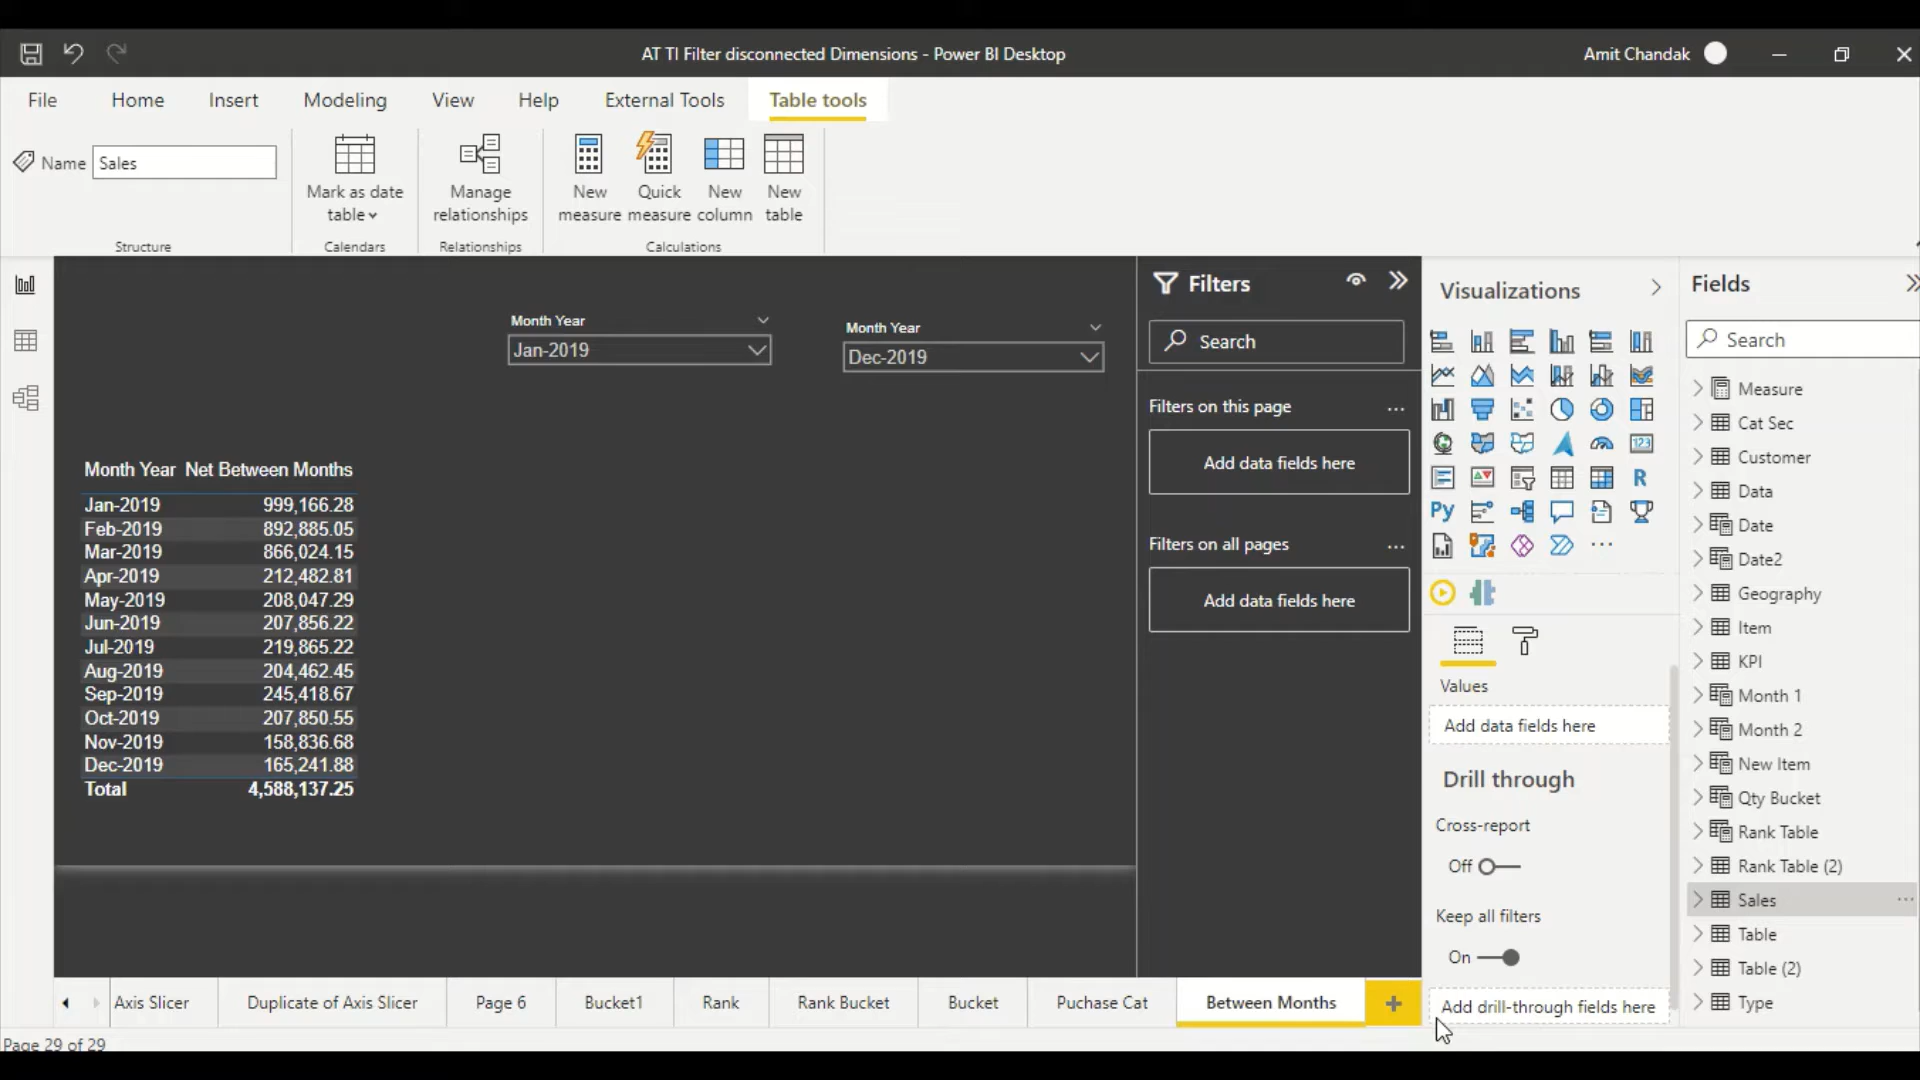 AT TI Filter disconnected Dimensions - Power BI Desktop
Amit Chandak
File Home Insert Modeling View Help External Tools Table tools
Name Sales
Mark as date table
Manage relationships
New measure
Quick measure
New column
New table
Structure
Calendars
Relationships
Calculations
Month Year
Jan-2019
Month Year
Dec-2019
Month Year Net Between Months
Jan-2019 999,166.28
Feb-2019 892,885.05
Mar-2019 866,024.15
Apr-2019 212,482.81
May-2019 208,047.29
Jun-2019 207,856.22
Jul-2019 219,865.22
Aug-2019 204,462.45
Sep-2019 245,418.67
Oct-2019 207,850.55
Nov-2019 158,836.68
Dec-2019 165,241.88
Total 4,588,137.25
Filters
Search
Filters on this page ...
Add data fields here
Filters on all pages ...
Add data fields here
Visualizations
123
R
Py
...
Values
Add data fields here
Drill through
Cross-report
Off
Keep all filters
On
Add drill-through fields here
Fields
Search
Measure
Cat Sec
Customer
Data
Date
Date2
Geography
Item
KPI
Month 1
Month 2
New Item
Qty Bucket
Rank Table
Rank Table (2)
Sales ...
Table
Table (2)
Type
Axis Slicer Duplicate of Axis Slicer Page 6 Bucket1 Rank Rank Bucket Bucket Puchase Cat Between Months +
Page 29 of 29